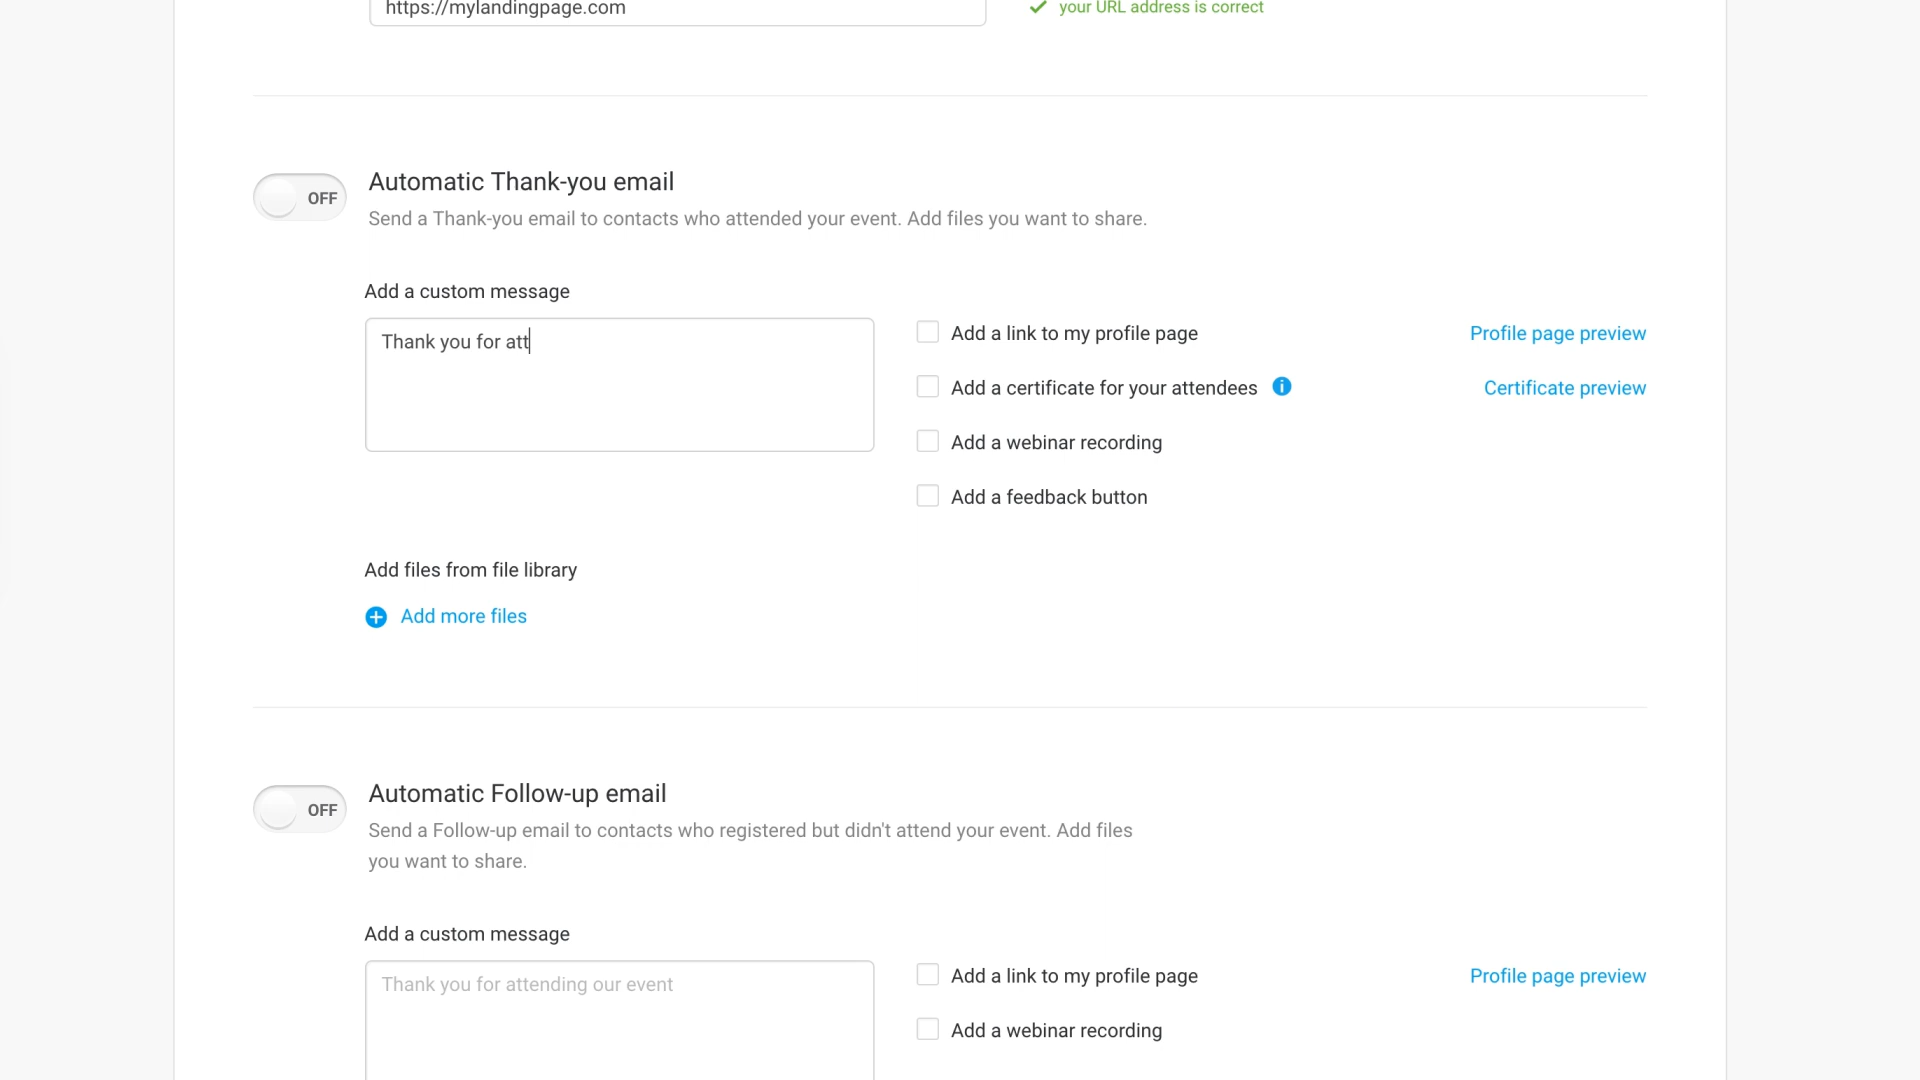 https://mylandingpage.com
your URL address is correct
OFF
Automatic Thank-you email
Send a Thank-you email to contacts who attended your event. Add files you want to share.
Add a custom message
Thank you for att
Add a link to my profile page
Profile page preview
Add a certificate for your attendees
Certificate preview
Add a webinar recording
Add a feedback button
Add files from file library
Add more files
OFF
Automatic Follow-up email
Send a Follow-up email to contacts who registered but didn't attend your event. Add files
you want to share.
Add a custom message
Thank you for attending our event
Add a link to my profile page
Profile page preview
Add a webinar recording